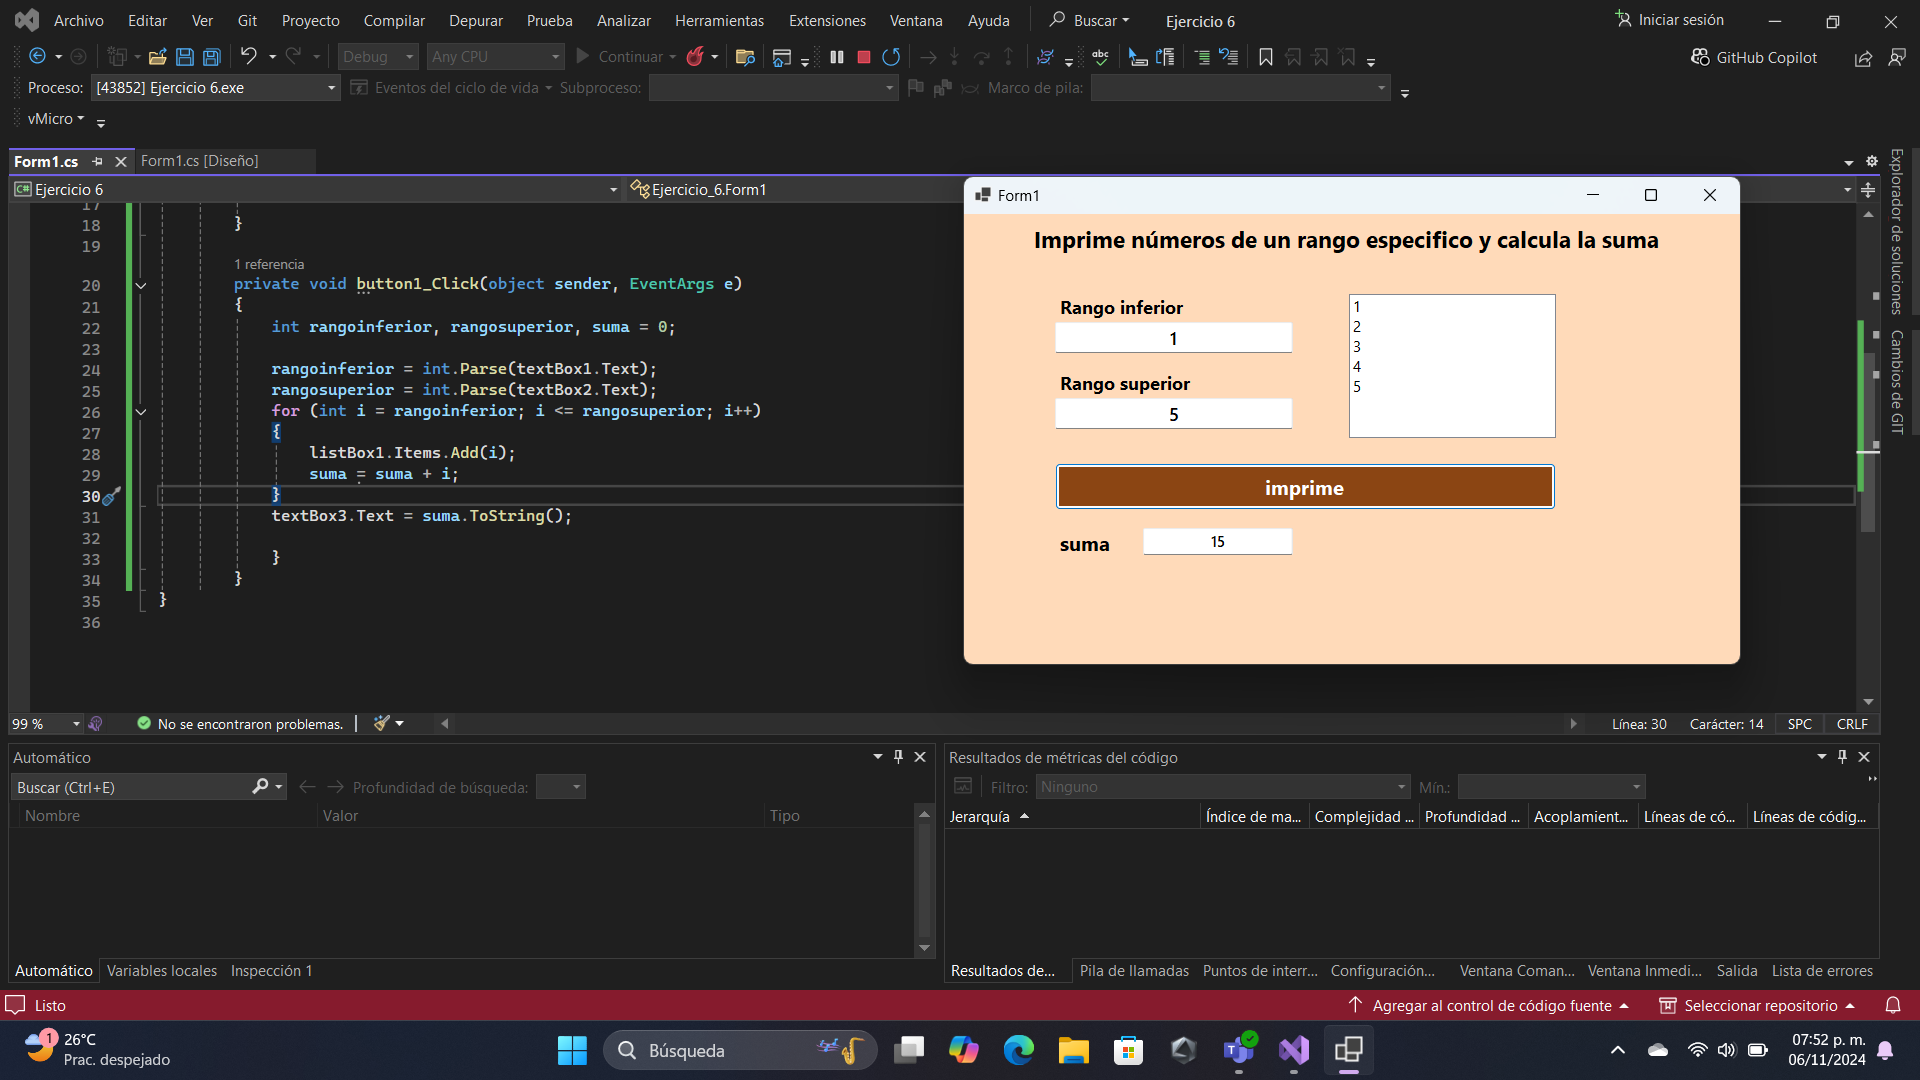 Archivo Editar Ver Git Proyecto Compilar Depurar Prueba Analizar Herramientas Extensiones Ventana Ayuda Buscar Ejercicio 6 Iniciar sesión
Debug Any CPU Continuar GitHub Copilot
Proceso: [43852] Ejercicio 6.exe Eventos del ciclo de vida Subproceso: Marco de pila:
vMicro
Form1.cs Form1.cs [Diseño]
C# Ejercicio 6 Ejercicio_6.Form1
17
18 }
19
1 referencia
20 private void button1_Click(object sender, EventArgs e)
21 {
22 int rangoinferior, rangosuperior, suma = 0;
23
24 rangoinferior = int.Parse(textBox1.Text);
25 rangosuperior = int.Parse(textBox2.Text);
26 for (int i = rangoinferior; i <= rangosuperior; i++)
27 {
28 listBox1.Items.Add(i);
29 suma = suma + i;
30 }
31 textBox3.Text = suma.ToString();
32
33 }
34 }
35 }
36
Form1
Imprime números de un rango especifico y calcula la suma
Rango inferior
1
Rango superior
5
1
2
3
4
5
imprime
suma 15
Explorador de soluciones
Cambios de GIT
99 % No se encontraron problemas. Línea: 30 Carácter: 14 SPC CRLF
Automático
Buscar (Ctrl+E) Profundidad de búsqueda:
Nombre Valor Tipo
Automático Variables locales Inspección 1
Resultados de métricas del código
Filtro: Ninguno Mín.:
Jerarquía Índice de ma... Complejidad ... Profundidad ... Acoplamient... Líneas de có... Líneas de códig...
Resultados de... Pila de llamadas Puntos de interr... Configuración... Ventana Coman... Ventana Inmedi... Salida Lista de errores
Listo Agregar al control de código fuente Seleccionar repositorio
1
26°C
Prac. despejado
Búsqueda
07:52 p. m.
06/11/2024